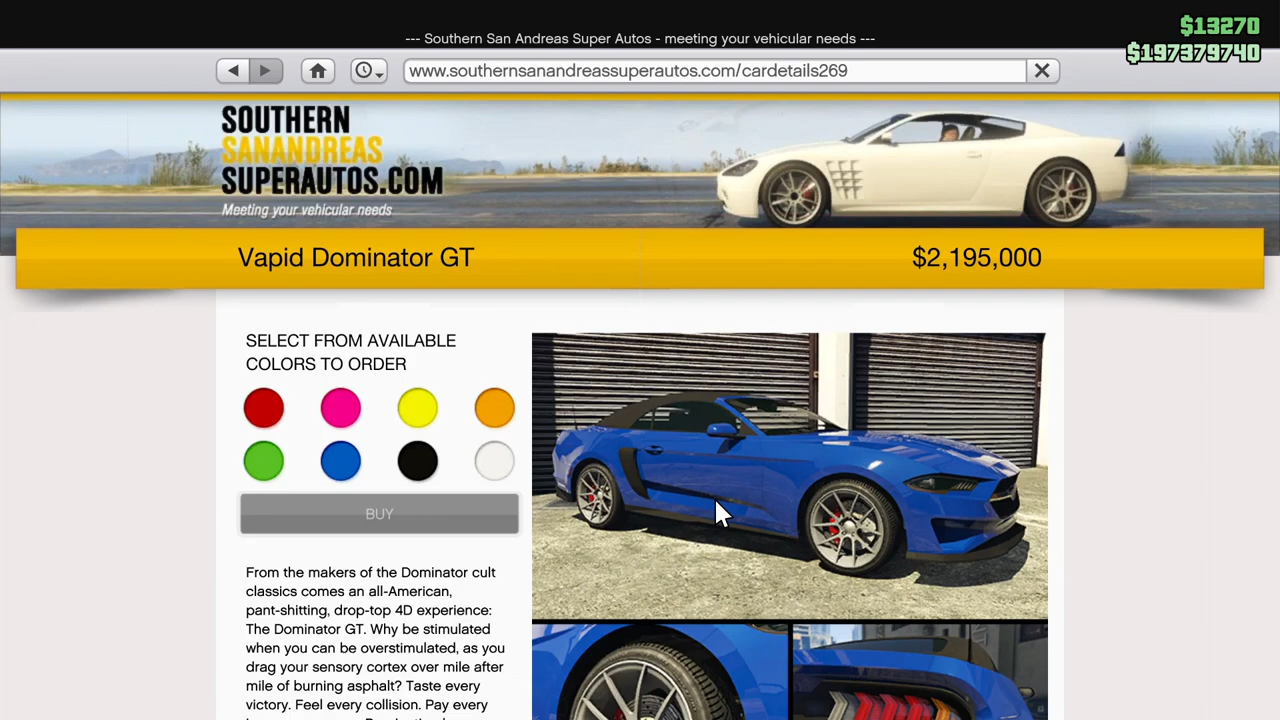 $13270
--- Southern San Andreas Super Autos - meeting your vehicular needs ---
$197379740
www.southernsanandreassuperautos.com/cardetails269
SOUTHERN
SANANDREAS
SUPERAUTOS.COM
Meeting your vehicular needs
Vapid Dominator GT
$2,195,000
SELECT FROM AVAILABLE
COLORS TO ORDER
BUY
From the makers of the Dominator cult
classics comes an all-American,
pant-shitting, drop-top 4D experience:
The Dominator GT. Why be stimulated
when you can be overstimulated, as you
drag your sensory cortex over mile after
mile of burning asphalt? Taste every
victory. Feel every collision. Pay every